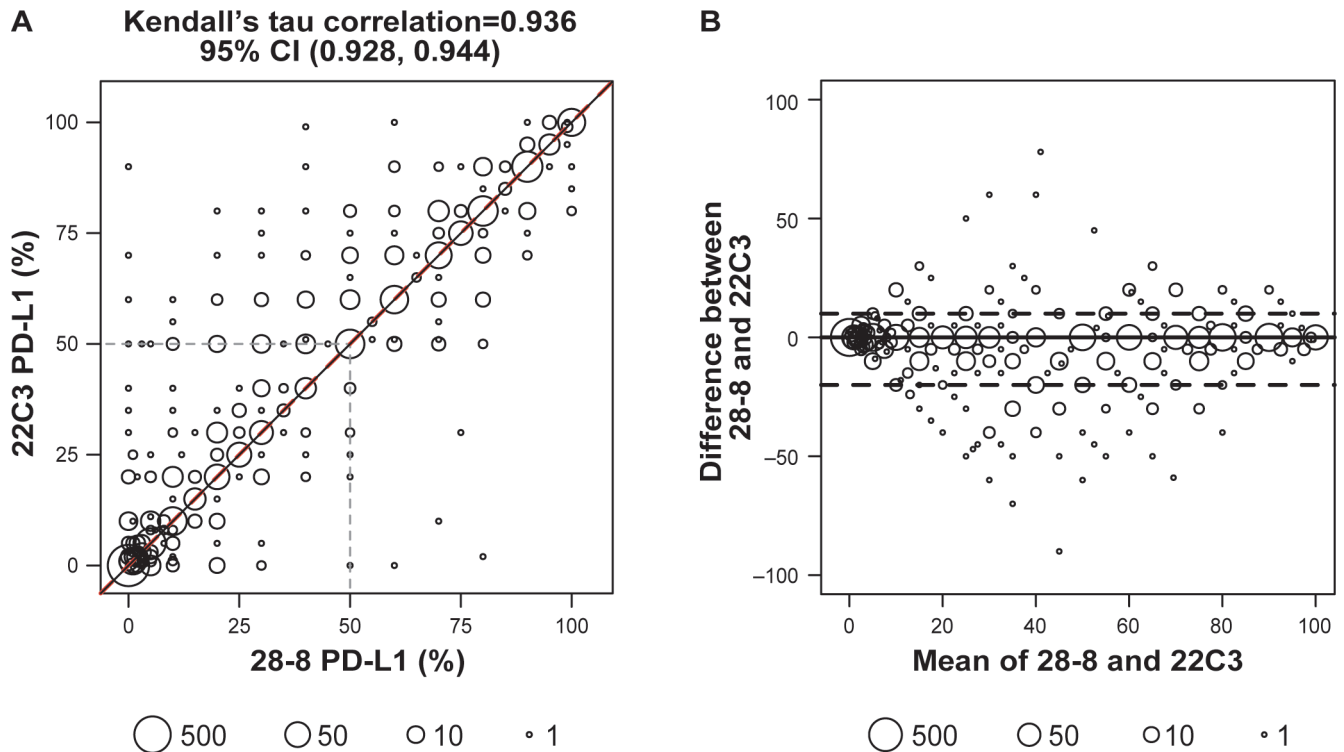 A
Kendall's tau correlation=0.936
95% CI (0.928, 0.944)
22C3 PD-L1 (%)
100
75
50
25
0
0 25 50 75 100
28-8 PD-L1 (%)
500 50 10 1
B
Difference between
28-8 and 22C3
100
50
0
–50
–100
0 20 40 60 80 100
Mean of 28-8 and 22C3
500 50 10 1